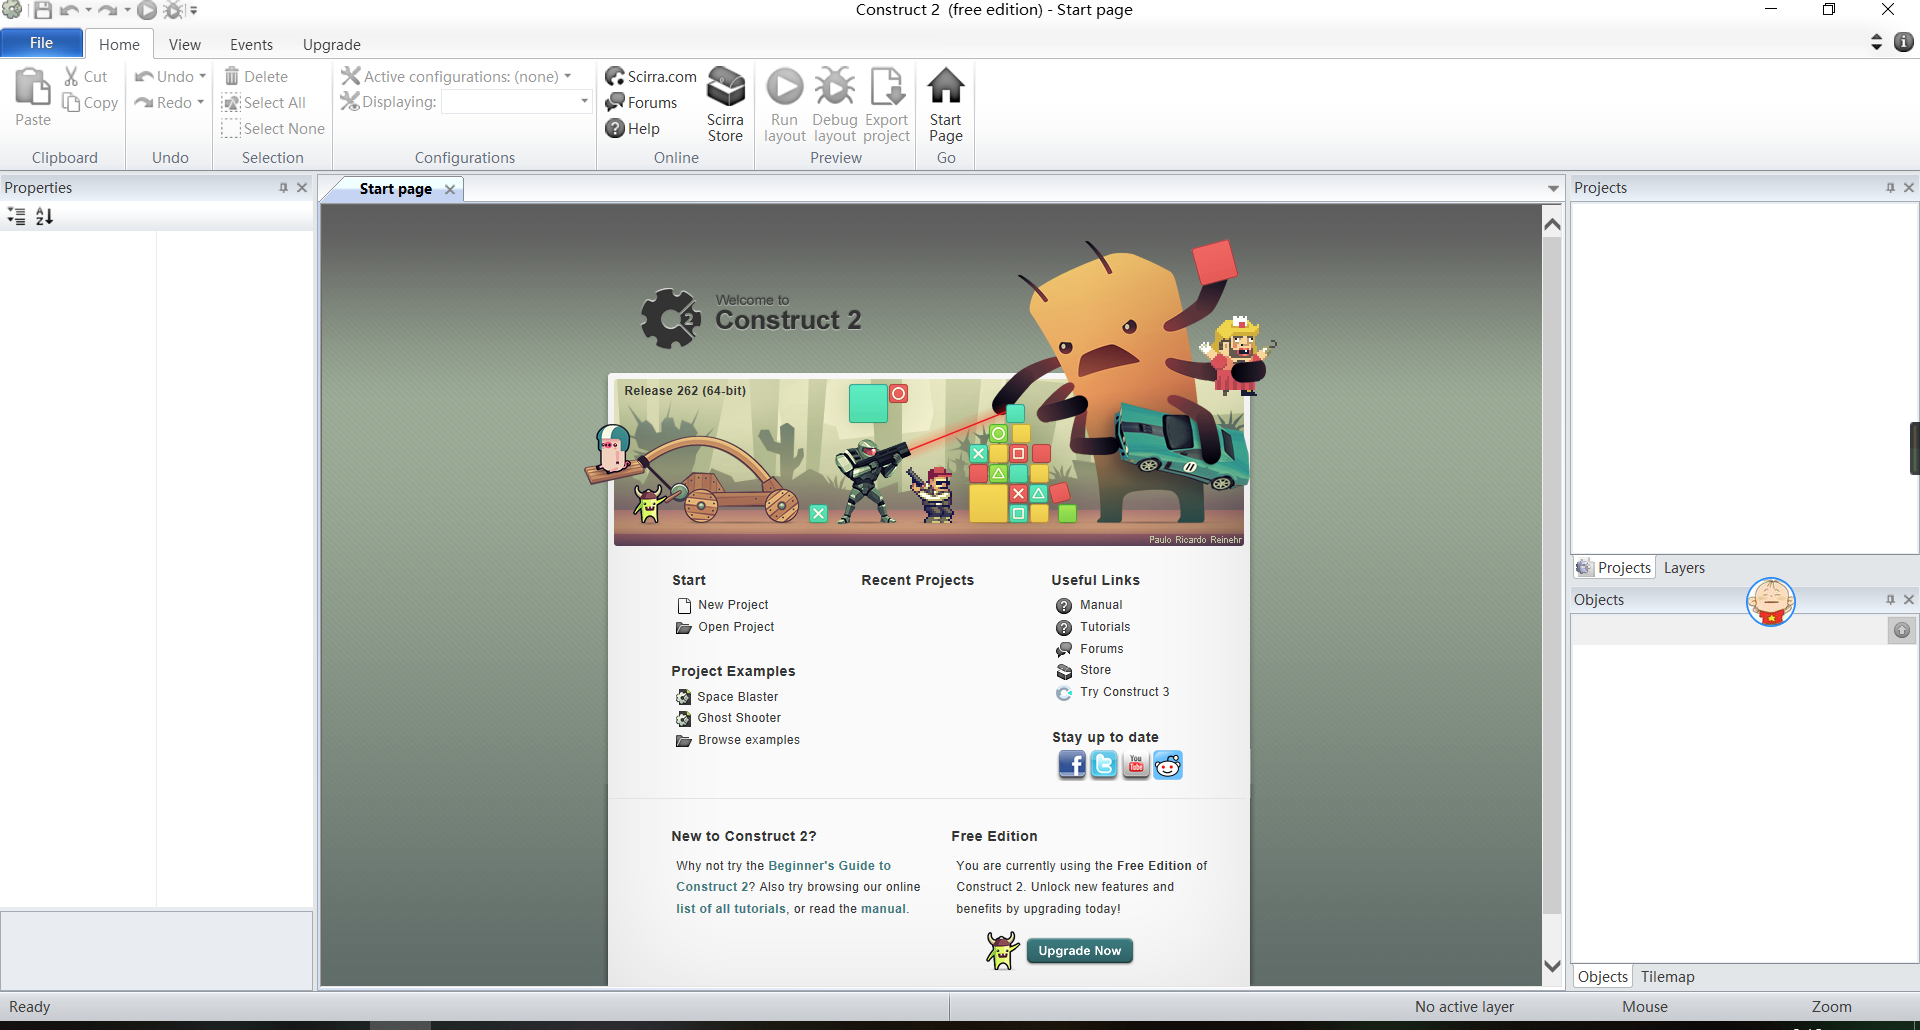 Construct 2 (free edition) - Start page
File
Home
View
Events
Upgrade
Paste
Cut
Copy
Clipboard
Undo
Redo
Undo
Delete
Select All
Select None
Selection
Active configurations: (none)
Displaying:
Configurations
Scirra.com
Forums
Help
Scirra
Store
Online
Run
layout
Debug
layout
Export
project
Preview
Start
Page
Go
Properties
Start page
Projects
Welcome to
Construct 2
Release 262 (64-bit)
Paulo Ricardo Reinehr
Start
New Project
Open Project
Project Examples
Space Blaster
Ghost Shooter
Browse examples
Recent Projects
Useful Links
Manual
Tutorials
Forums
Store
Try Construct 3
Stay up to date
You
Tube
New to Construct 2?
Why not try the Beginner's Guide to
Construct 2? Also try browsing our online
list of all tutorials, or read the manual.
Free Edition
You are currently using the Free Edition of
Construct 2. Unlock new features and
benefits by upgrading today!
Upgrade Now
Projects
Layers
Objects
Objects
Tilemap
Ready
No active layer
Mouse
Zoom